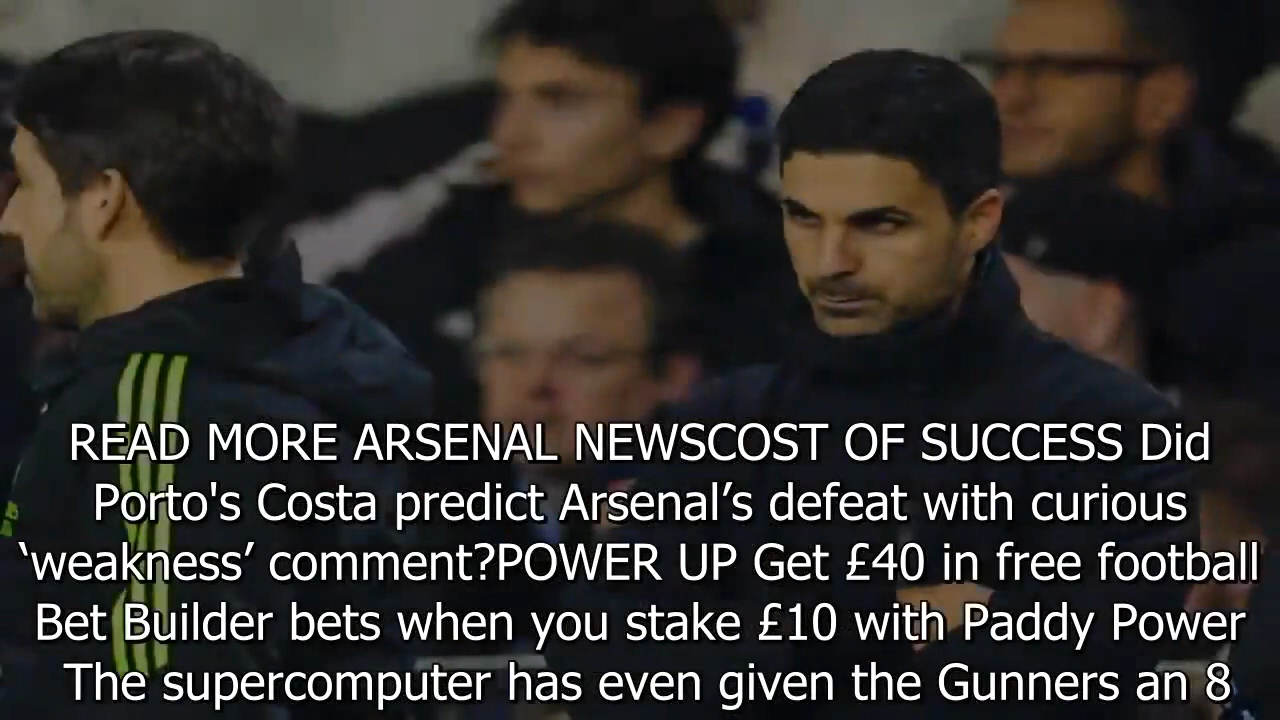 READ MORE ARSENAL NEWSCOST OF SUCCESS Did
Porto's Costa predict Arsenal’s defeat with curious
‘weakness’ comment?POWER UP Get £40 in free football
Bet Builder bets when you stake £10 with Paddy Power
The supercomputer has even given the Gunners an 8